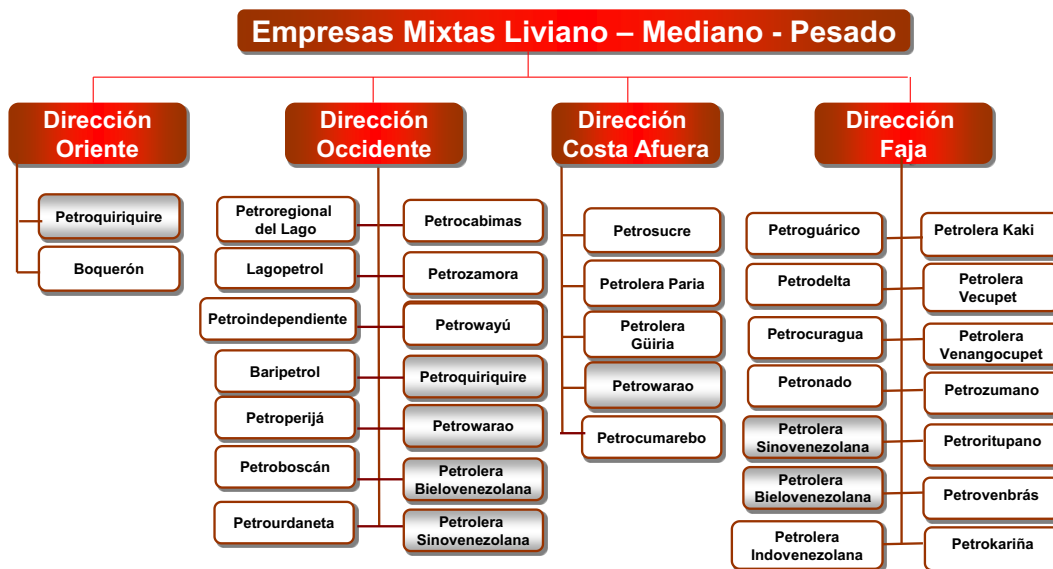 Empresas Mixtas Liviano – Mediano - Pesado
Dirección
Oriente
Petroquiriquire
Boquerón
Dirección
Occidente
Petroregional
del Lago
Petrocabimas
Lagopetrol
Petrozamora
Petroindependiente
Petrowayú
Baripetrol
Petroquiriquire
Petroperijá
Petrowarao
Petroboscán
Petrolera
Bielovenezolana
Petrourdaneta
Petrolera
Sinovenezolana
Dirección
Costa Afuera
Petrosucre
Petrolera Paria
Petrolera
Güiria
Petrowarao
Petrocumarebo
Dirección
Faja
Petroguárico
Petrolera Kaki
Petrodelta
Petrolera
Vecupet
Petrocuragua
Petrolera
Venangocupet
Petronado
Petrozumano
Petrolera
Sinovenezolana
Petroritupano
Petrolera
Bielovenezolana
Petrovenbrás
Petrolera
Indovenezolana
Petrokariña